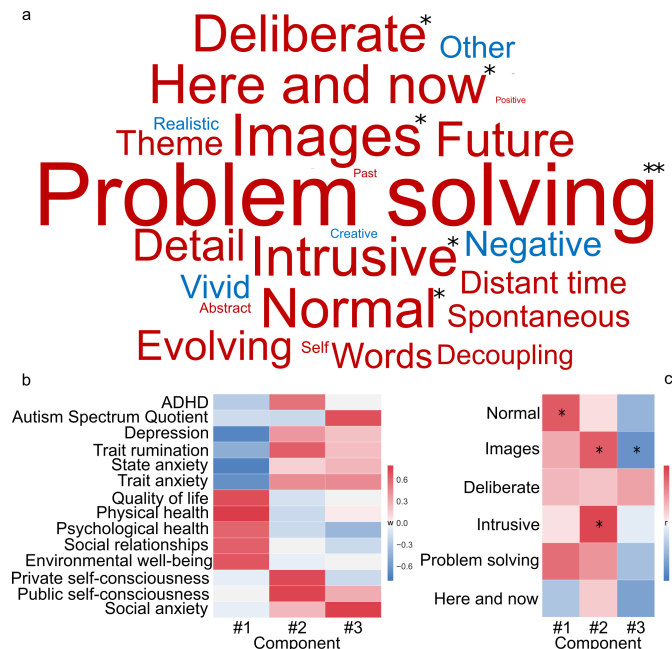 a
Deliberate*
Other
Here and now*
Positive
Realistic
Theme
Images*
Future
Past
Problem solving**
Creative
Detail
Intrusive*
Negative
Vivid
Distant time
Abstract
Normal*
Spontaneous
Evolving
Self
Words
Decoupling
b
ADHD
Autism Spectrum Quotient
Depression
Trait rumination
State anxiety
Trait anxiety
Quality of life
Physical health
Psychological health
Social relationships
Environmental well-being
Private self-consciousness
Public self-consciousness
Social anxiety
#1 #2 #3
Component
0.6
0.3
w 0.0
−0.3
−0.6
c
Normal *
Images * *
Deliberate
Intrusive *
Problem solving
Here and now
#1 #2 #3
Component
r